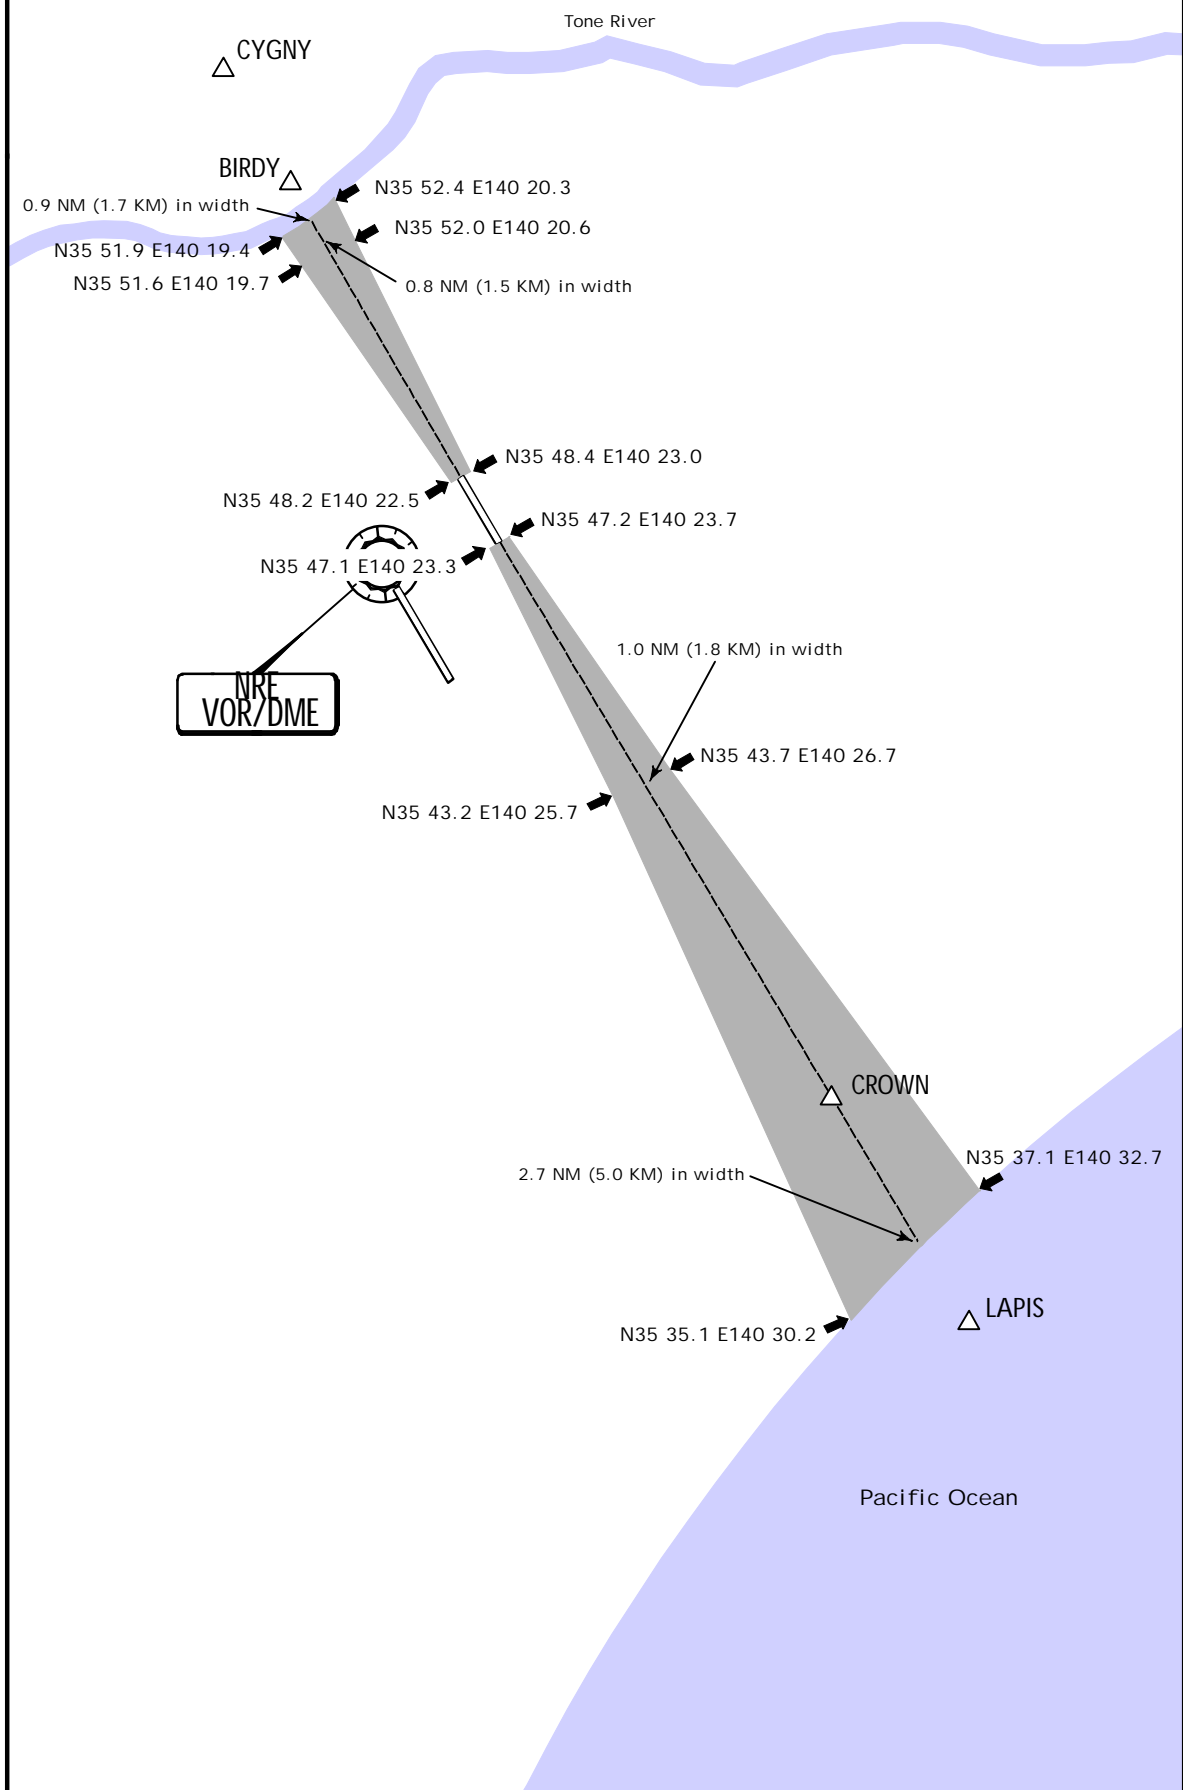 Tone River
CYGNY
BIRDY
N35 52.4 E140 20.3
0.9 NM (1.7 KM) in width
N35 52.0 E140 20.6
N35 51.9 E140 19.4
N35 51.6 E140 19.7
0.8 NM (1.5 KM) in width
N35 48.4 E140 23.0
N35 48.2 E140 22.5
N35 47.2 E140 23.7
N35 47.1 E140 23.3
1.0 NM (1.8 KM) in width
NRE
VOR/DME
N35 43.7 E140 26.7
N35 43.2 E140 25.7
CROWN
N35 37.1 E140 32.7
2.7 NM (5.0 KM) in width
LAPIS
N35 35.1 E140 30.2
Pacific Ocean